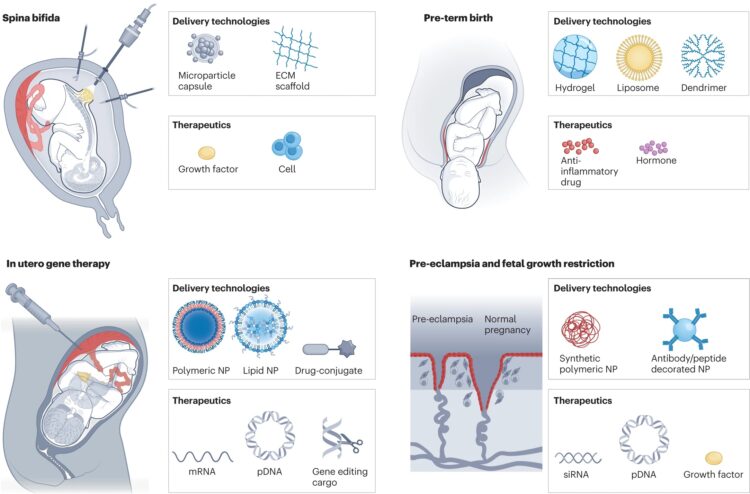 Spina bifida
Delivery technologies
Microparticle
capsule
ECM
scaffold
Therapeutics
Growth factor
Cell
Pre-term birth
Delivery technologies
Hydrogel
Liposome
Dendrimer
Therapeutics
Anti-
inflammatory
drug
Hormone
In utero gene therapy
Delivery technologies
Polymeric NP
Lipid NP
Drug-conjugate
Therapeutics
mRNA
pDNA
Gene editing
cargo
Pre-eclampsia and fetal growth restriction
Pre-eclampsia
Normal
pregnancy
Delivery technologies
Synthetic
polymeric NP
Antibody/peptide
decorated NP
Therapeutics
siRNA
pDNA
Growth factor